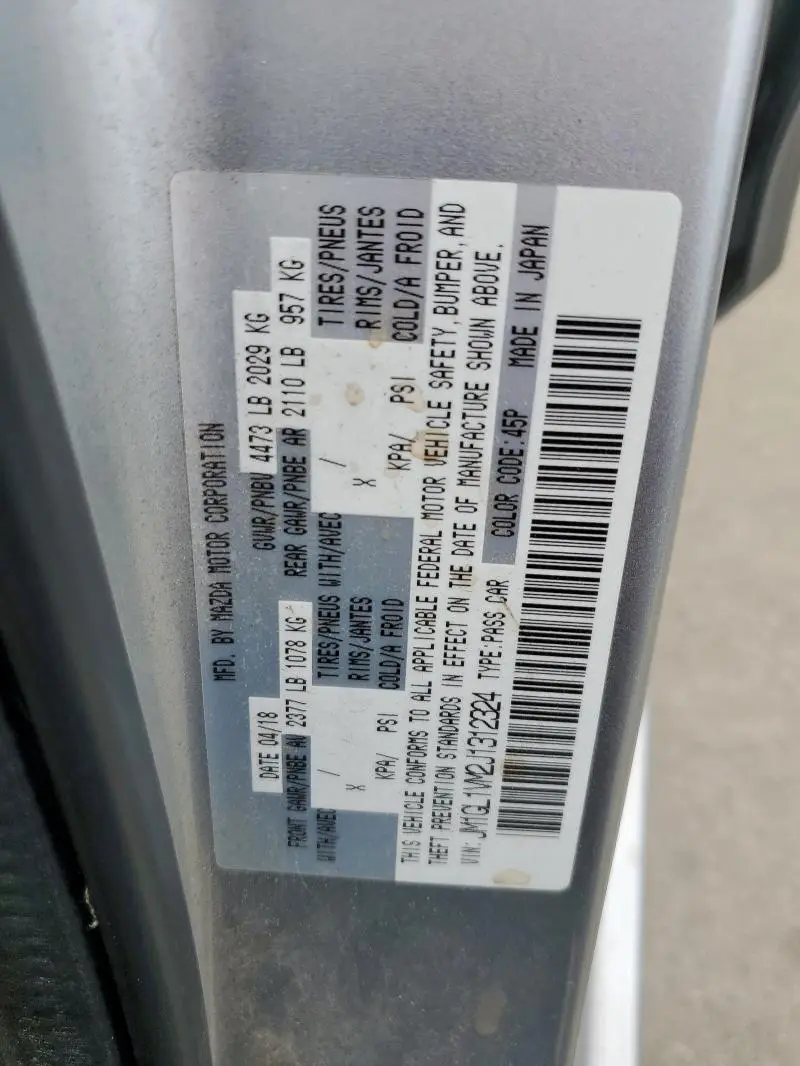 MFD. BY MAZDA MOTOR CORPORATION
DATE 04/18 GVWR/PNBV 4473 LB 2029 KG
FRONT GAWR/PNBE AV 2377 LB 1078 KG REAR GAWR/PNBE AR 2110 LB 957 KG
WITH/AVEC X / TIRES/PNEUS WITH/AVEC X / TIRES/PNEUS
RIMS/JANTES RIMS/JANTES
KPA/ PSI COLD/A FROID KPA/ PSI COLD/A FROID
THIS VEHICLE CONFORMS TO ALL APPLICABLE FEDERAL MOTOR VEHICLE SAFETY, BUMPER, AND
THEFT PREVENTION STANDARDS IN EFFECT ON THE DATE OF MANUFACTURE SHOWN ABOVE.
VIN: JM1GL1VM2J1312324 TYPE:PASS CAR COLOR CODE:45P MADE IN JAPAN